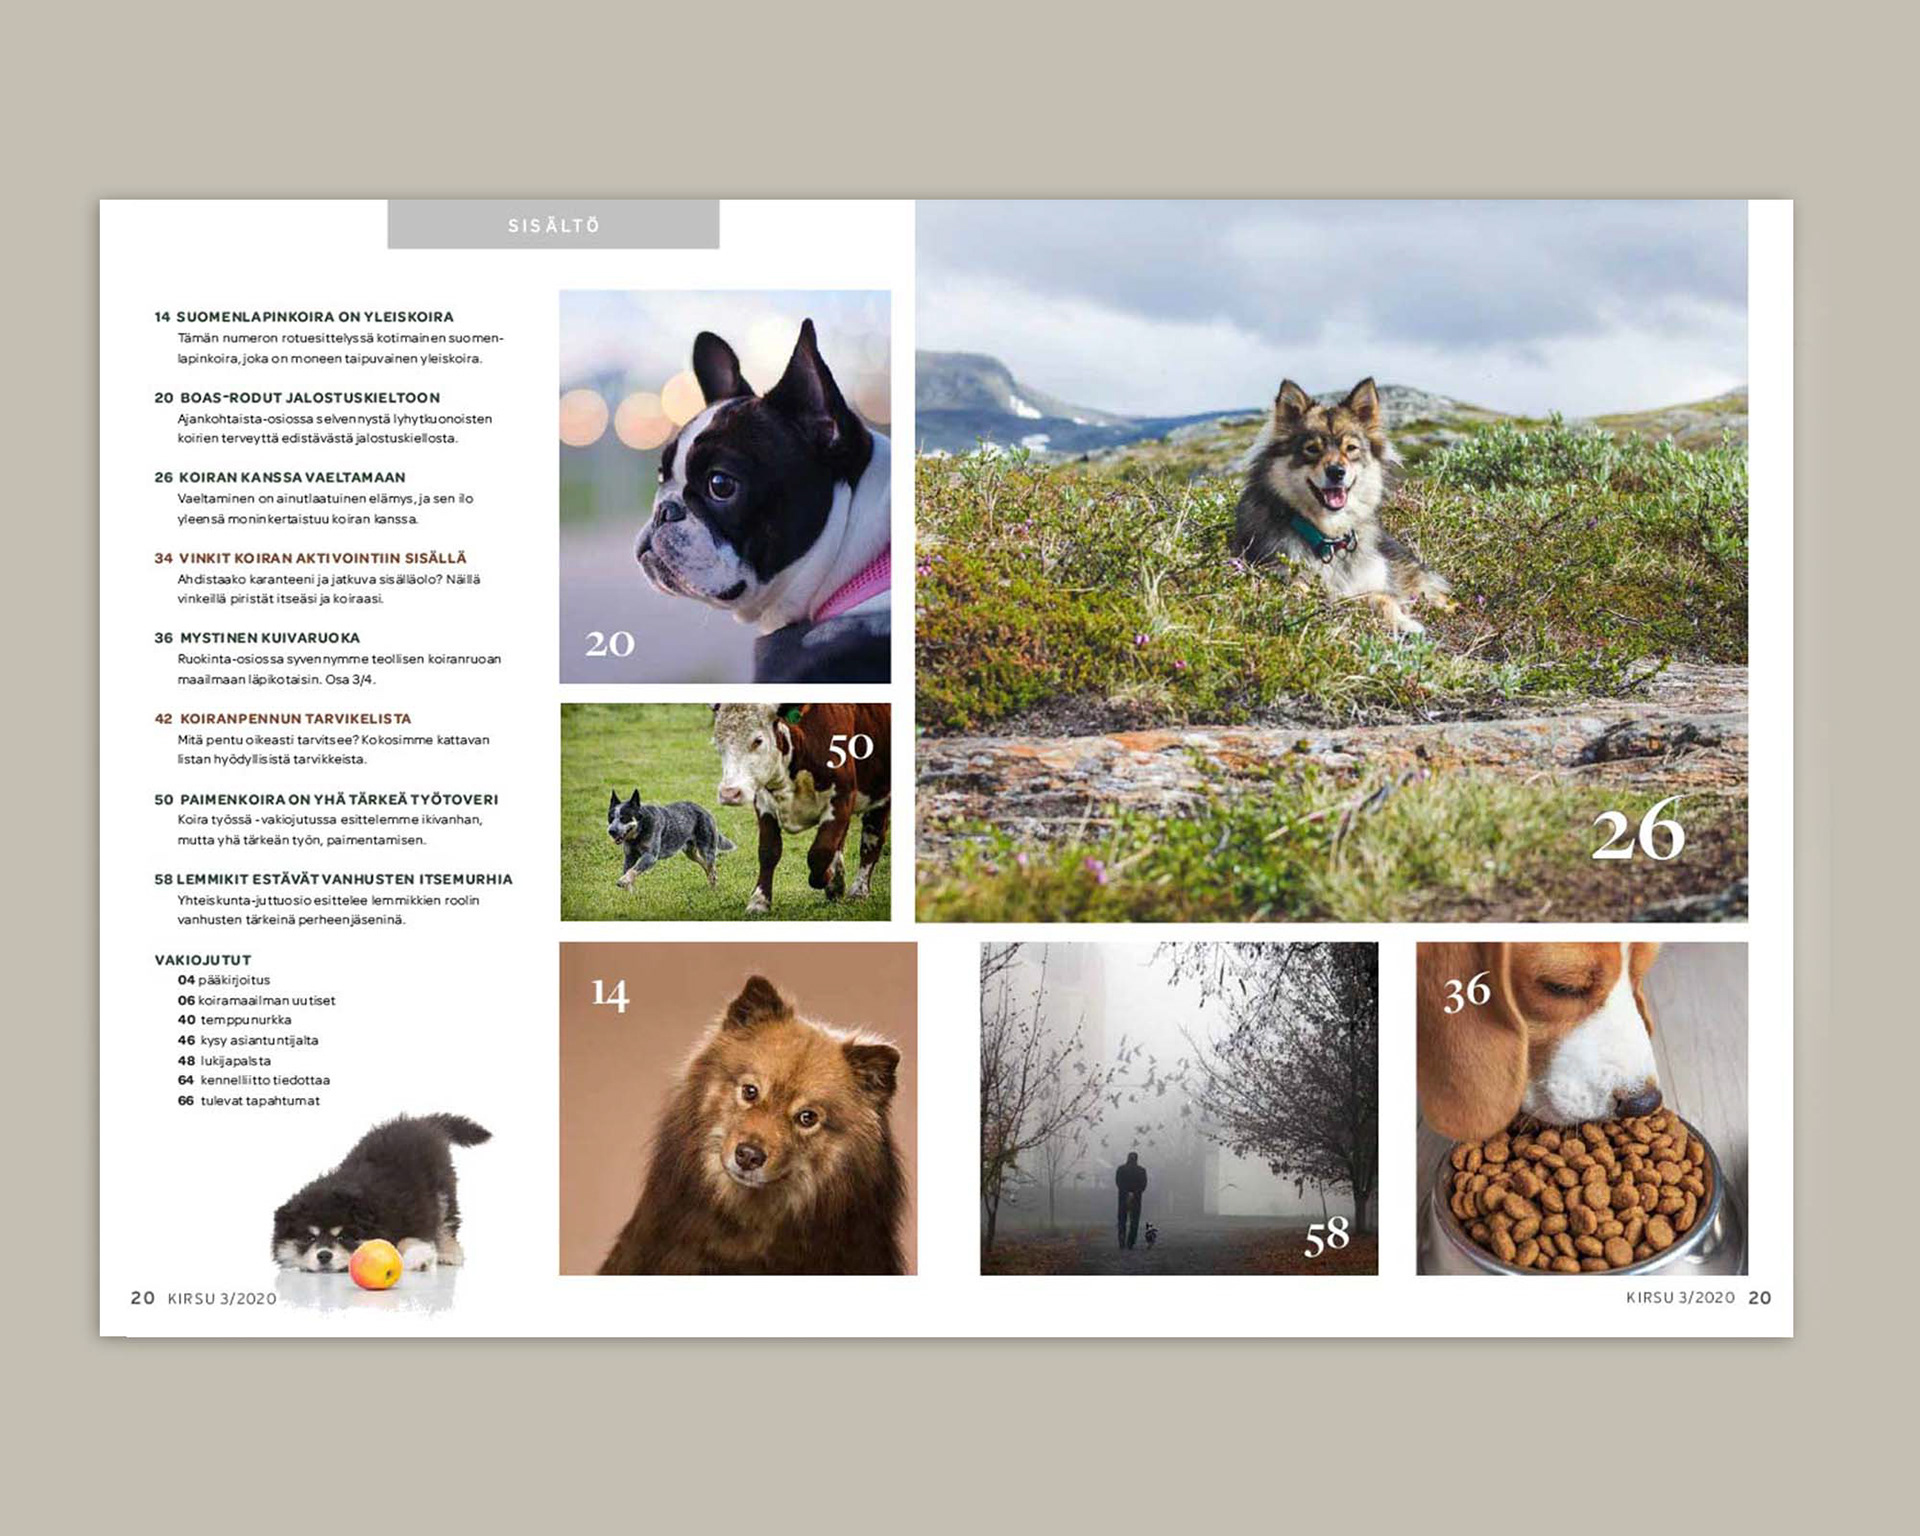 SISÄLTÖ
14 SUOMENLAPINKOIRA ON YLEISKOIRA
Tämän numeron rotuesittelyssä kotimainen suomen-
lapinkoira, joka on moneen taipuvainen yleiskoira.
20 BOAS-RODUT JALOSTUSKIELTOON
Ajankohtaista-osiossa selvennystä lyhytkuonoisten
koirien terveyttä edistävästä jalostuskiellosta.
26 KOIRAN KANSSA VAELTAMAAN
Vaeltaminen on ainutlaatuinen elämys, ja sen ilo
yleensä moninkertaistuu koiran kanssa.
34 VINKIT KOIRAN AKTIVOINTIIN SISÄLLÄ
Ahdistaako karanteeni ja jatkuva sisälläolo? Näillä
vinkeillä piristät itseäsi ja koiraasi.
36 MYSTINEN KUIVARUOKA
Ruokinta-osiossa syvennymme teollisen koiranruoan
maailmaan läpikotaisin. Osa 3/4.
42 KOIRANPENNUN TARVIKELISTA
Mitä pentu oikeasti tarvitsee? Kokosimme kattavan
listan hyödyllisistä tarvikkeista.
50 PAIMENKOIRA ON YHÄ TÄRKEÄ TYÖTOVERI
Koira työssä -vakiojutussa esittelemme ikivanhan,
mutta yhä tärkeän työn, paimentamisen.
58 LEMMIKIT ESTÄVÄT VANHUSTEN ITSEMURHIA
Yhteiskunta-juttuosio esittelee lemmikkien roolin
vanhusten tärkeinä perheenjäseninä.
VAKIOJUTUT
04 pääkirjoitus
06 koiramaailman uutiset
40 temppunurkka
46 kysy asiantuntijalta
48 lukijapalsta
64 kennelliitto tiedottaa
66 tulevat tapahtumat
20 KIRSU 3/2020
20
50
14
26
58
36
KIRSU 3/2020 20